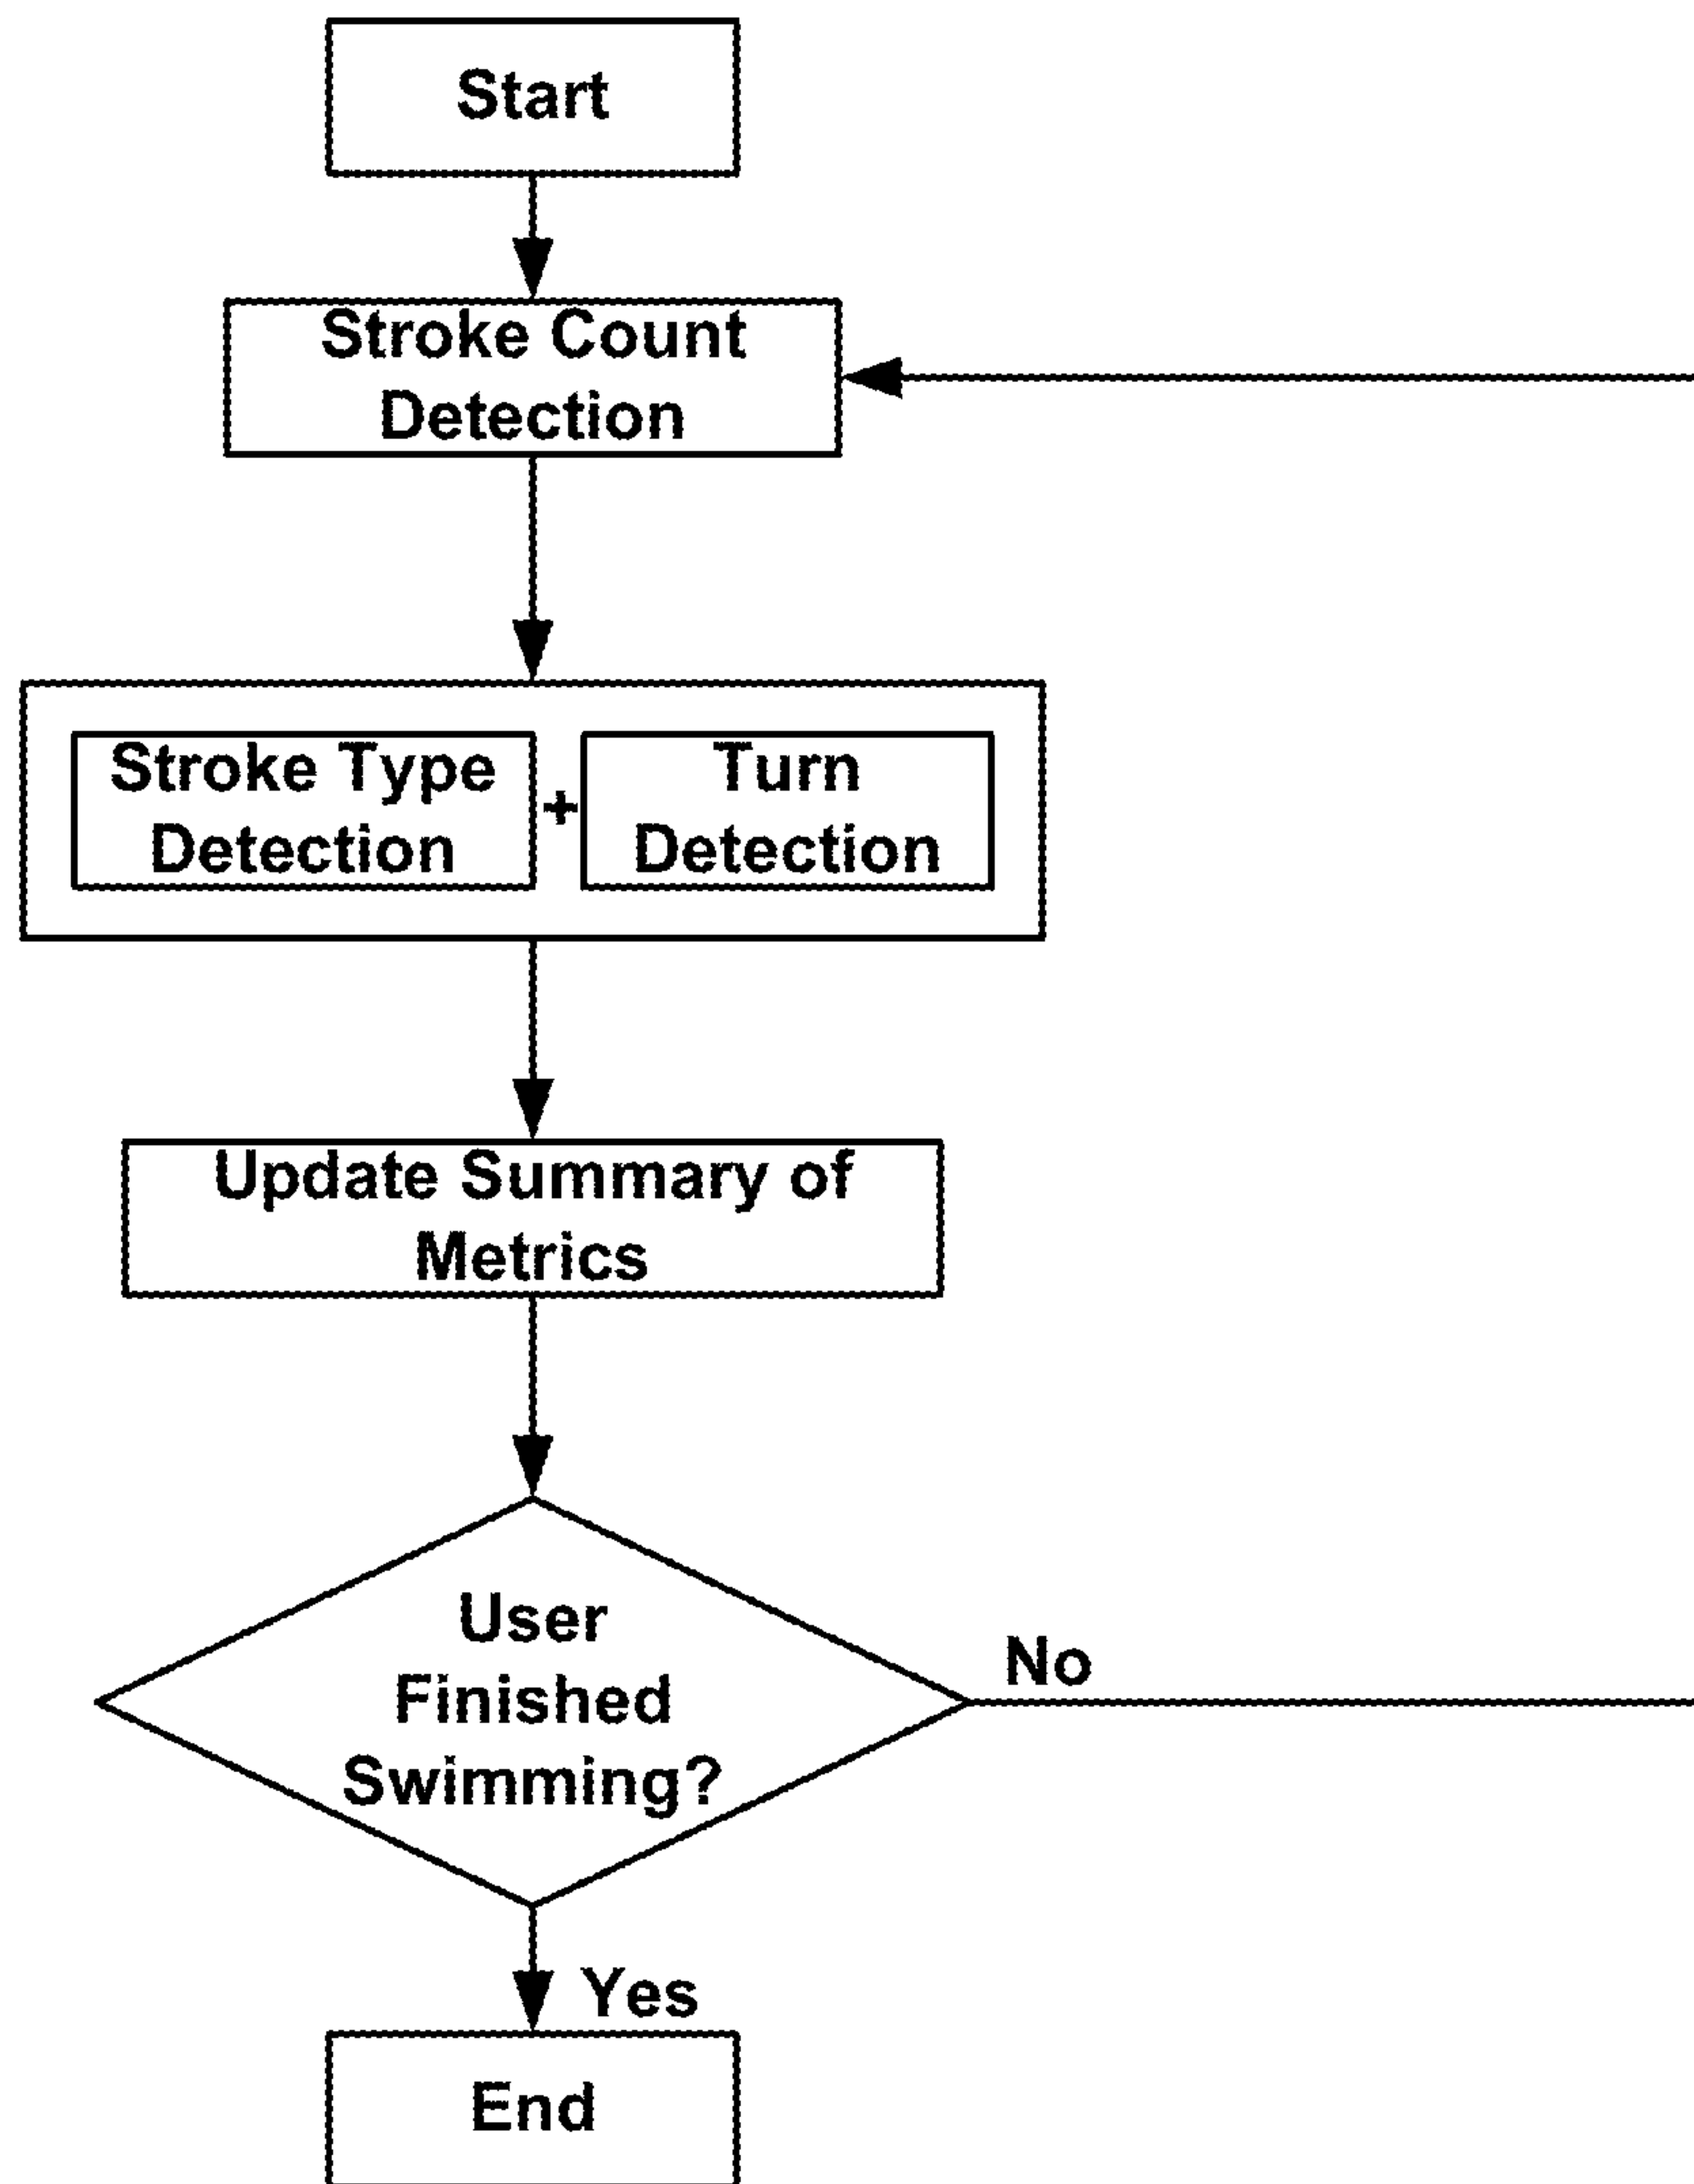 Start
Stroke Count
Detection
Stroke Type
Detection
+
Turn
Detection
Update Summary of
Metrics
User
Finished
Swimming?
No
Yes
End